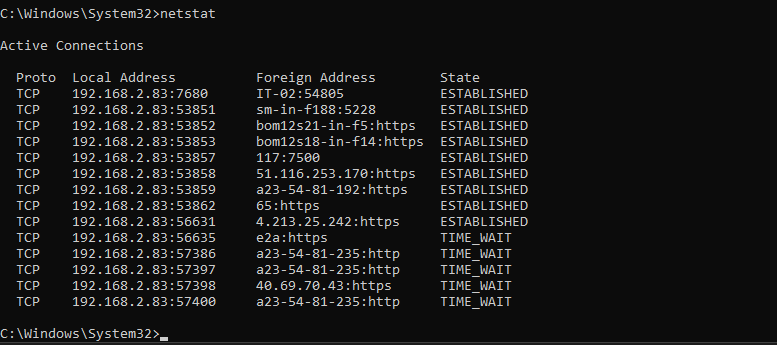 C:\Windows\System32>netstat
Active Connections
Proto Local Address Foreign Address State
TCP 192.168.2.83:7680 IT-02:54805 ESTABLISHED
TCP 192.168.2.83:53851 sm-in-f188:5228 ESTABLISHED
TCP 192.168.2.83:53852 bom12s21-in-f5:https ESTABLISHED
TCP 192.168.2.83:53853 bom12s18-in-f14:https ESTABLISHED
TCP 192.168.2.83:53857 117:7500 ESTABLISHED
TCP 192.168.2.83:53858 51.116.253.170:https ESTABLISHED
TCP 192.168.2.83:53859 a23-54-81-192:https ESTABLISHED
TCP 192.168.2.83:53862 65:https ESTABLISHED
TCP 192.168.2.83:56631 4.213.25.242:https ESTABLISHED
TCP 192.168.2.83:56635 e2a:https TIME_WAIT
TCP 192.168.2.83:57386 a23-54-81-235:http TIME_WAIT
TCP 192.168.2.83:57397 a23-54-81-235:http TIME_WAIT
TCP 192.168.2.83:57398 40.69.70.43:https TIME_WAIT
TCP 192.168.2.83:57400 a23-54-81-235:http TIME_WAIT
C:\Windows\System32>